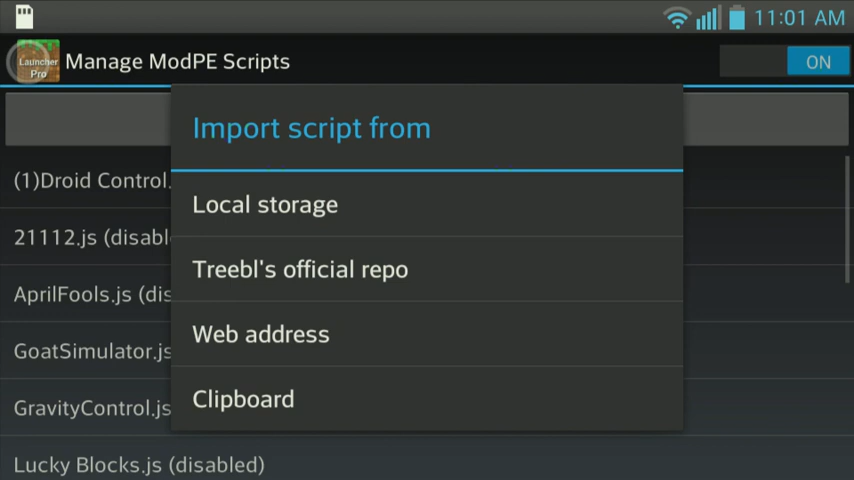 11:01 AM
Launcher
Pro
Manage ModPE Scripts
ON
Import script from
(1)Droid Control.
Local storage
21112.js (disabl
Treebl's official repo
AprilFools.js (dis
Web address
GoatSimulator.js
Clipboard
GravityControl.js
Lucky Blocks.js (disabled)